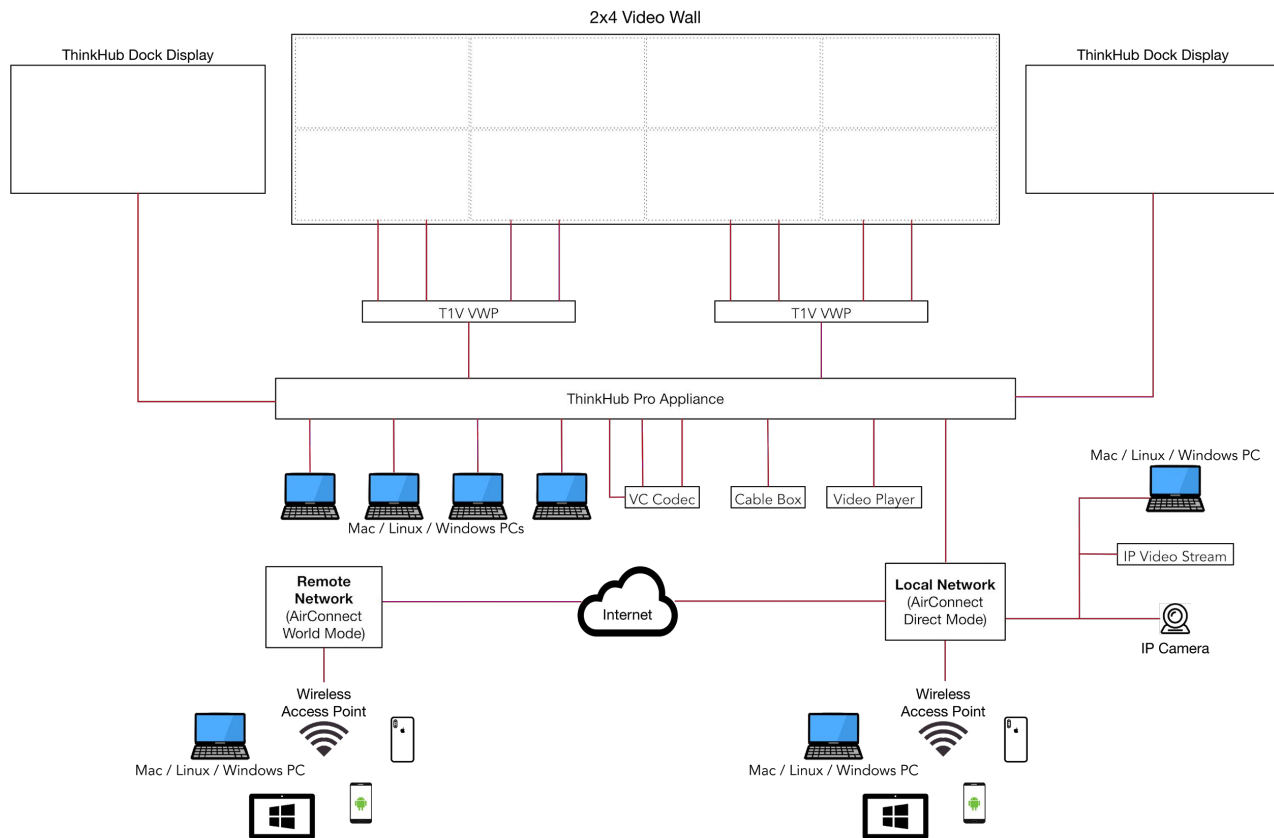 2x4 Video Wall
ThinkHub Dock Display
ThinkHub Dock Display
T1V VWP
T1V VWP
ThinkHub Pro Appliance
VC Codec
Cable Box
Video Player
Mac / Linux / Windows PCs
Mac / Linux / Windows PC
IP Video Stream
IP Camera
Remote
Network
(AirConnect
World Mode)
Internet
Local Network
(AirConnect
Direct Mode)
Wireless
Access Point
Mac / Linux / Windows PC
Wireless
Access Point
Mac / Linux / Windows PC